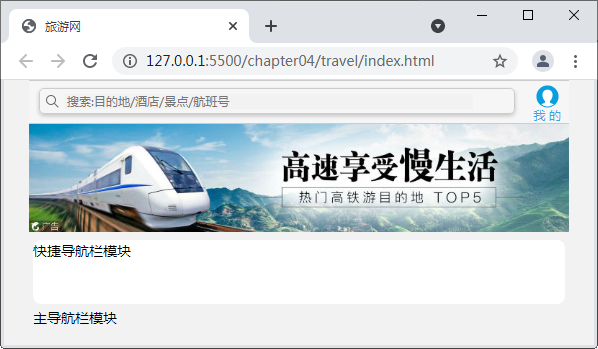 旅游网
127.0.0.1:5500/chapter04/travel/index.html
搜索:目的地/酒店/景点/航班号
我 的
高速享受慢生活
热门高铁游目的地 TOP5
广告
快捷导航栏模块
主导航栏模块